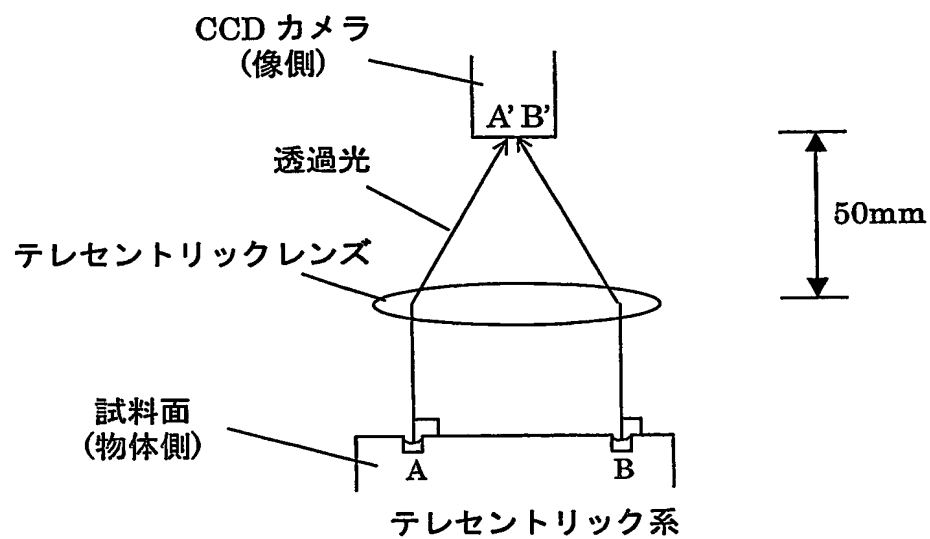 CCD カメラ
(像側)
A' B'
透過光
50mm
テレセントリックレンズ
試料面
(物体側)
A
B
テレセントリック系